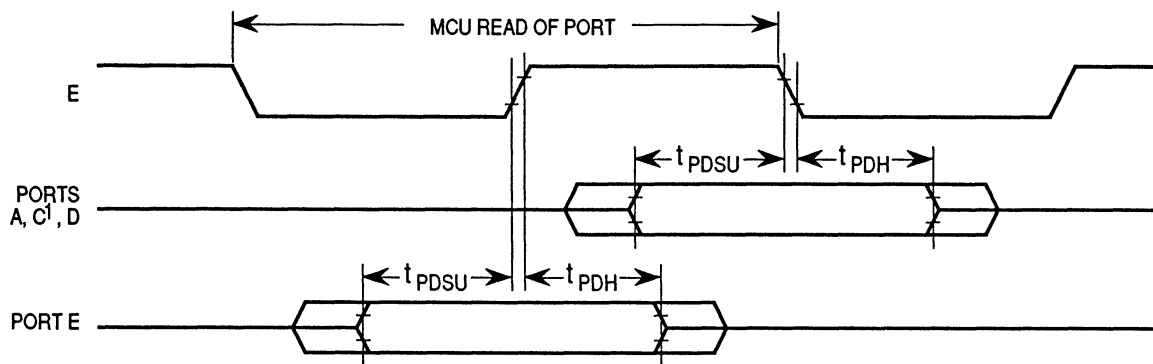 MCU READ OF PORT
E
t PDSU
t PDH
PORTS
A, C1, D
t PDSU
t PDH
PORT E